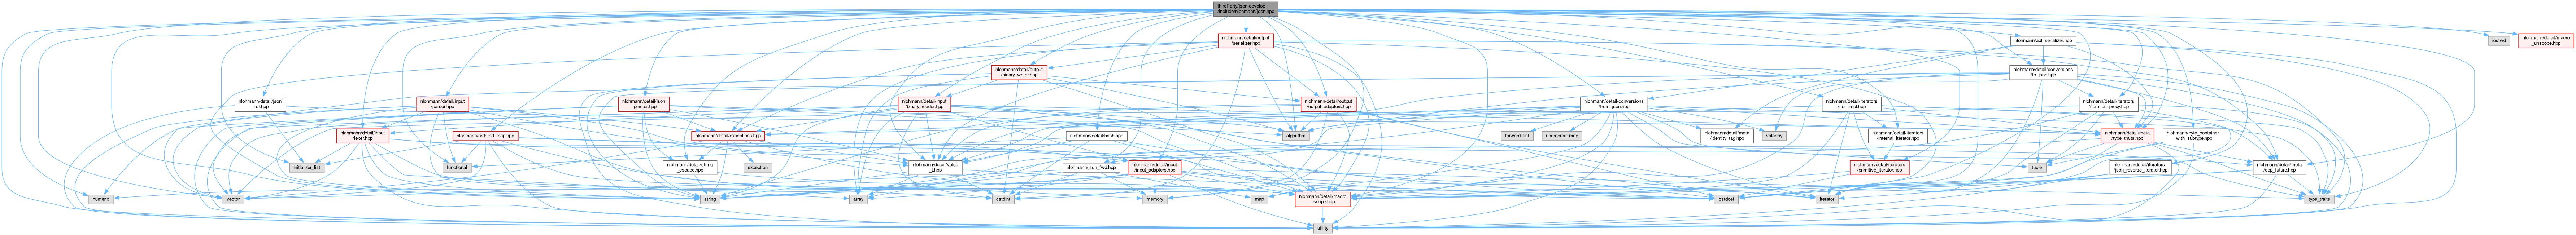 thirdParty/json-develop
/include/nlohmann/json.hpp
nlohmann/detail/output
/serializer.hpp
nlohmann/adl_serializer.hpp
iosfwd
nlohmann/detail/macro
_unscope.hpp
nlohmann/detail/output
/binary_writer.hpp
nlohmann/detail/conversions
/to_json.hpp
nlohmann/detail/json
_ref.hpp
nlohmann/detail/input
/parser.hpp
nlohmann/detail/json
_pointer.hpp
nlohmann/detail/input
/binary_reader.hpp
nlohmann/detail/output
/output_adapters.hpp
nlohmann/detail/conversions
/from_json.hpp
nlohmann/detail/iterators
/iter_impl.hpp
nlohmann/detail/iterators
/iteration_proxy.hpp
nlohmann/detail/input
/lexer.hpp
nlohmann/ordered_map.hpp
nlohmann/detail/exceptions.hpp
nlohmann/detail/hash.hpp
algorithm
forward_list
unordered_map
nlohmann/detail/meta
/identity_tag.hpp
valarray
nlohmann/detail/iterators
/internal_iterator.hpp
nlohmann/detail/meta
/type_traits.hpp
nlohmann/byte_container
_with_subtype.hpp
initializer_list
functional
nlohmann/detail/string
_escape.hpp
exception
nlohmann/detail/value
_t.hpp
nlohmann/json_fwd.hpp
nlohmann/detail/input
/input_adapters.hpp
nlohmann/detail/iterators
/primitive_iterator.hpp
tuple
nlohmann/detail/iterators
/json_reverse_iterator.hpp
nlohmann/detail/meta
/cpp_future.hpp
numeric
vector
string
array
cstdint
memory
map
nlohmann/detail/macro
_scope.hpp
cstddef
iterator
type_traits
utility